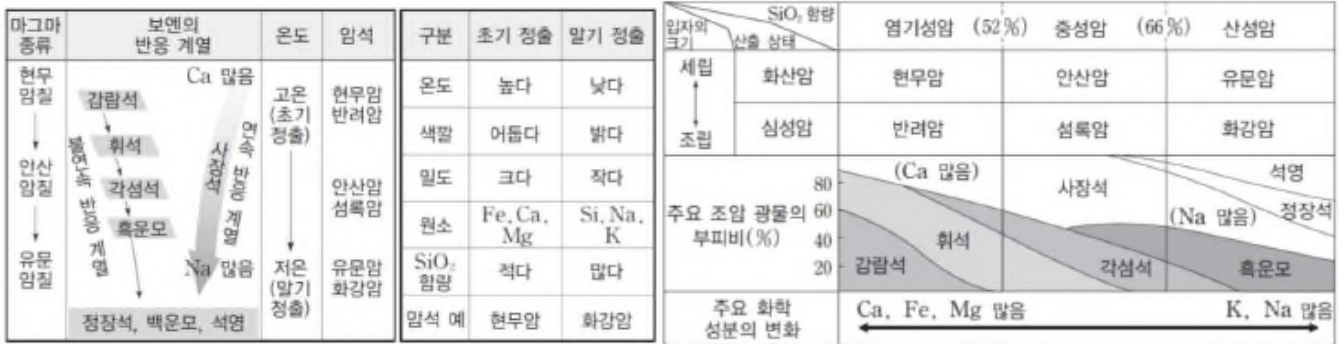 마그마 종류
보엔의 반응 계열
온도
암석
현무 암질
안산 암질
유문 암질
Ca 많음
감람석
휘석
각섬석
흑운모
불연속 반응 계열
사장석
연속 반응 계열
Na 많음
정장석, 백운모, 석영
고온 (초기 정출)
저온 (말기 정출)
현무암 반려암
안산암 섬록암
유문암 화강암
구분 초기 정출 말기 정출
온도 높다 낮다
색깔 어둡다 밝다
밀도 크다 작다
원소 Fe, Ca, Mg Si, Na, K
SiO₂ 함량 적다 많다
암석 예 현무암 화강암
SiO₂ 함량
입자의 크기
산출 상태
염기성암 (52 %) 중성암 (66 %) 산성암
세립
조립
화산암 현무암 안산암 유문암
심성암 반려암 섬록암 화강암
주요 조암 광물의 부피비(%)
80
60
40
20
(Ca 많음)
사장석
석영
정장석
(Na 많음)
감람석
휘석
각섬석
흑운모
주요 화학 성분의 변화
Ca, Fe, Mg 많음
K, Na 많음